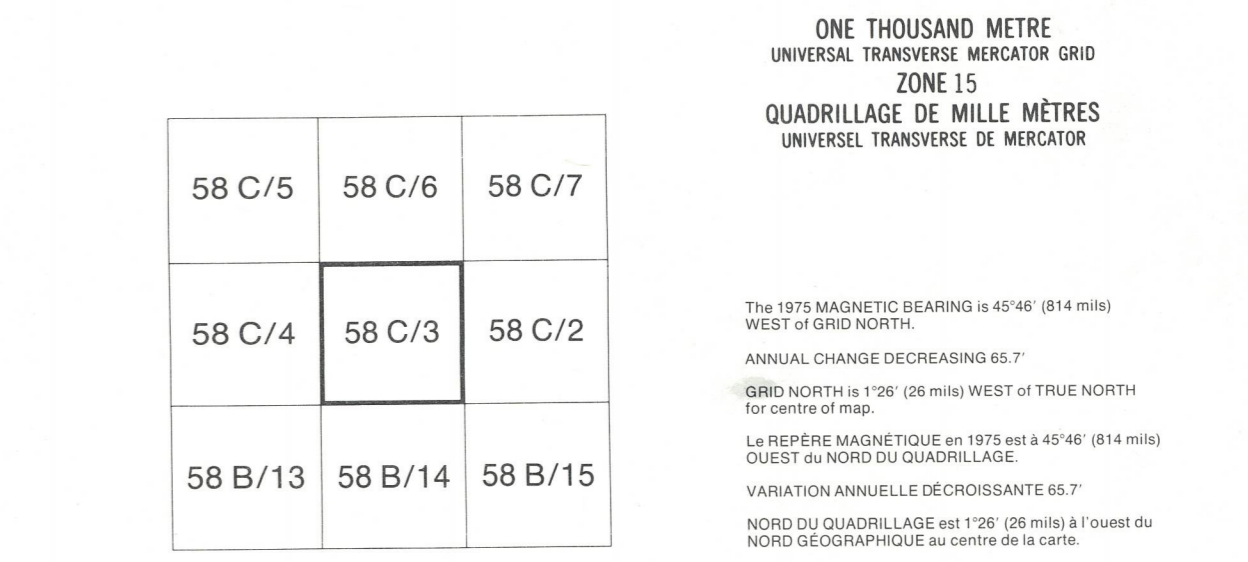 ONE THOUSAND METRE
UNIVERSAL TRANSVERSE MERCATOR GRID
ZONE 15
QUADRILLAGE DE MILLE MÈTRES
UNIVERSEL TRANSVERSE DE MERCATOR
58 C/5 58 C/6 58 C/7
58 C/4 58 C/3 58 C/2
58 B/13 58 B/14 58 B/15
The 1975 MAGNETIC BEARING is 45°46′ (814 mils)
WEST of GRID NORTH.
ANNUAL CHANGE DECREASING 65.7′
GRID NORTH is 1°26′ (26 mils) WEST of TRUE NORTH
for centre of map.
Le REPÈRE MAGNÉTIQUE en 1975 est à 45°46′ (814 mils)
OUEST du NORD DU QUADRILLAGE.
VARIATION ANNUELLE DÉCROISSANTE 65.7′
NORD DU QUADRILLAGE est 1°26′ (26 mils) à l'ouest du
NORD GÉOGRAPHIQUE au centre de la carte.